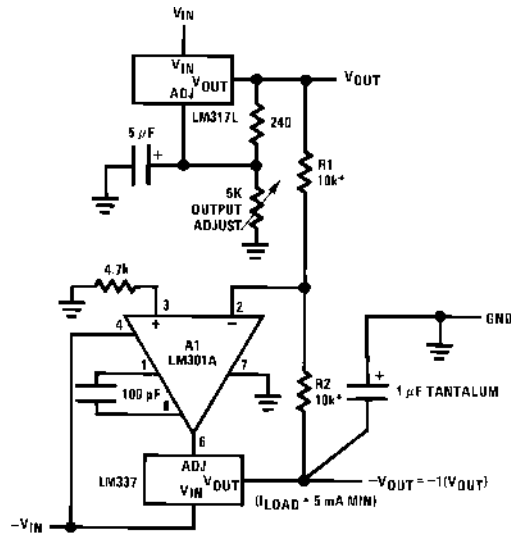 VIN
VIN
VOUT
ADJ
VOUT
LM317L
5 μF
+
240
R1
10k*
5K
OUTPUT
ADJUST
4.7k
3
2
4
+
−
A1
LM301A
GND
1
7
100 pF
8
R2
10k*
+
1 μF TANTALUM
6
LM337
ADJ
VOUT
VIN
−VOUT = −1(VOUT)
(ILOAD * 5 mA MIN)
−VIN